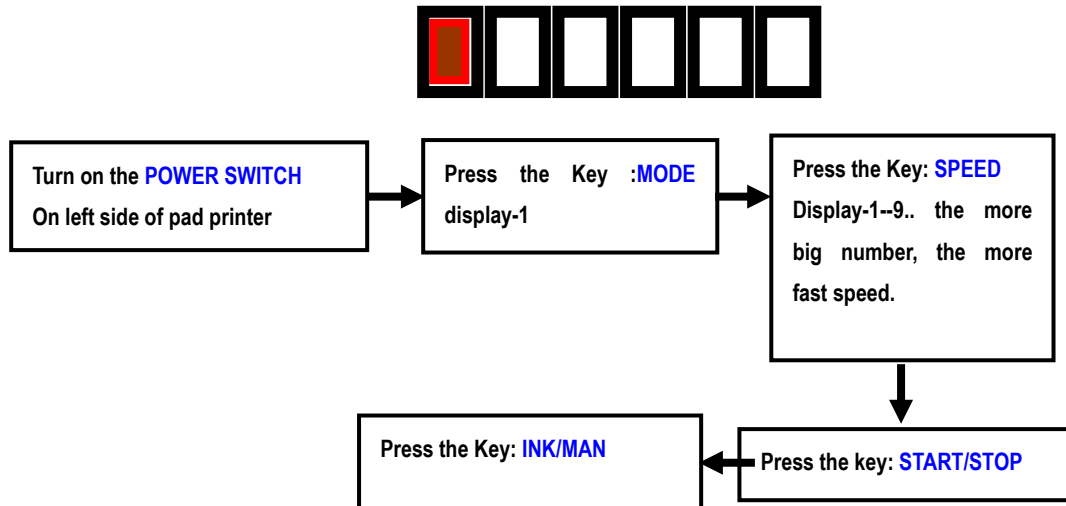 Turn on the POWER SWITCH
On left side of pad printer
Press the Key :MODE
display-1
Press the Key: SPEED
Display-1--9.. the more
big number, the more
fast speed.
Press the key: START/STOP
Press the Key: INK/MAN